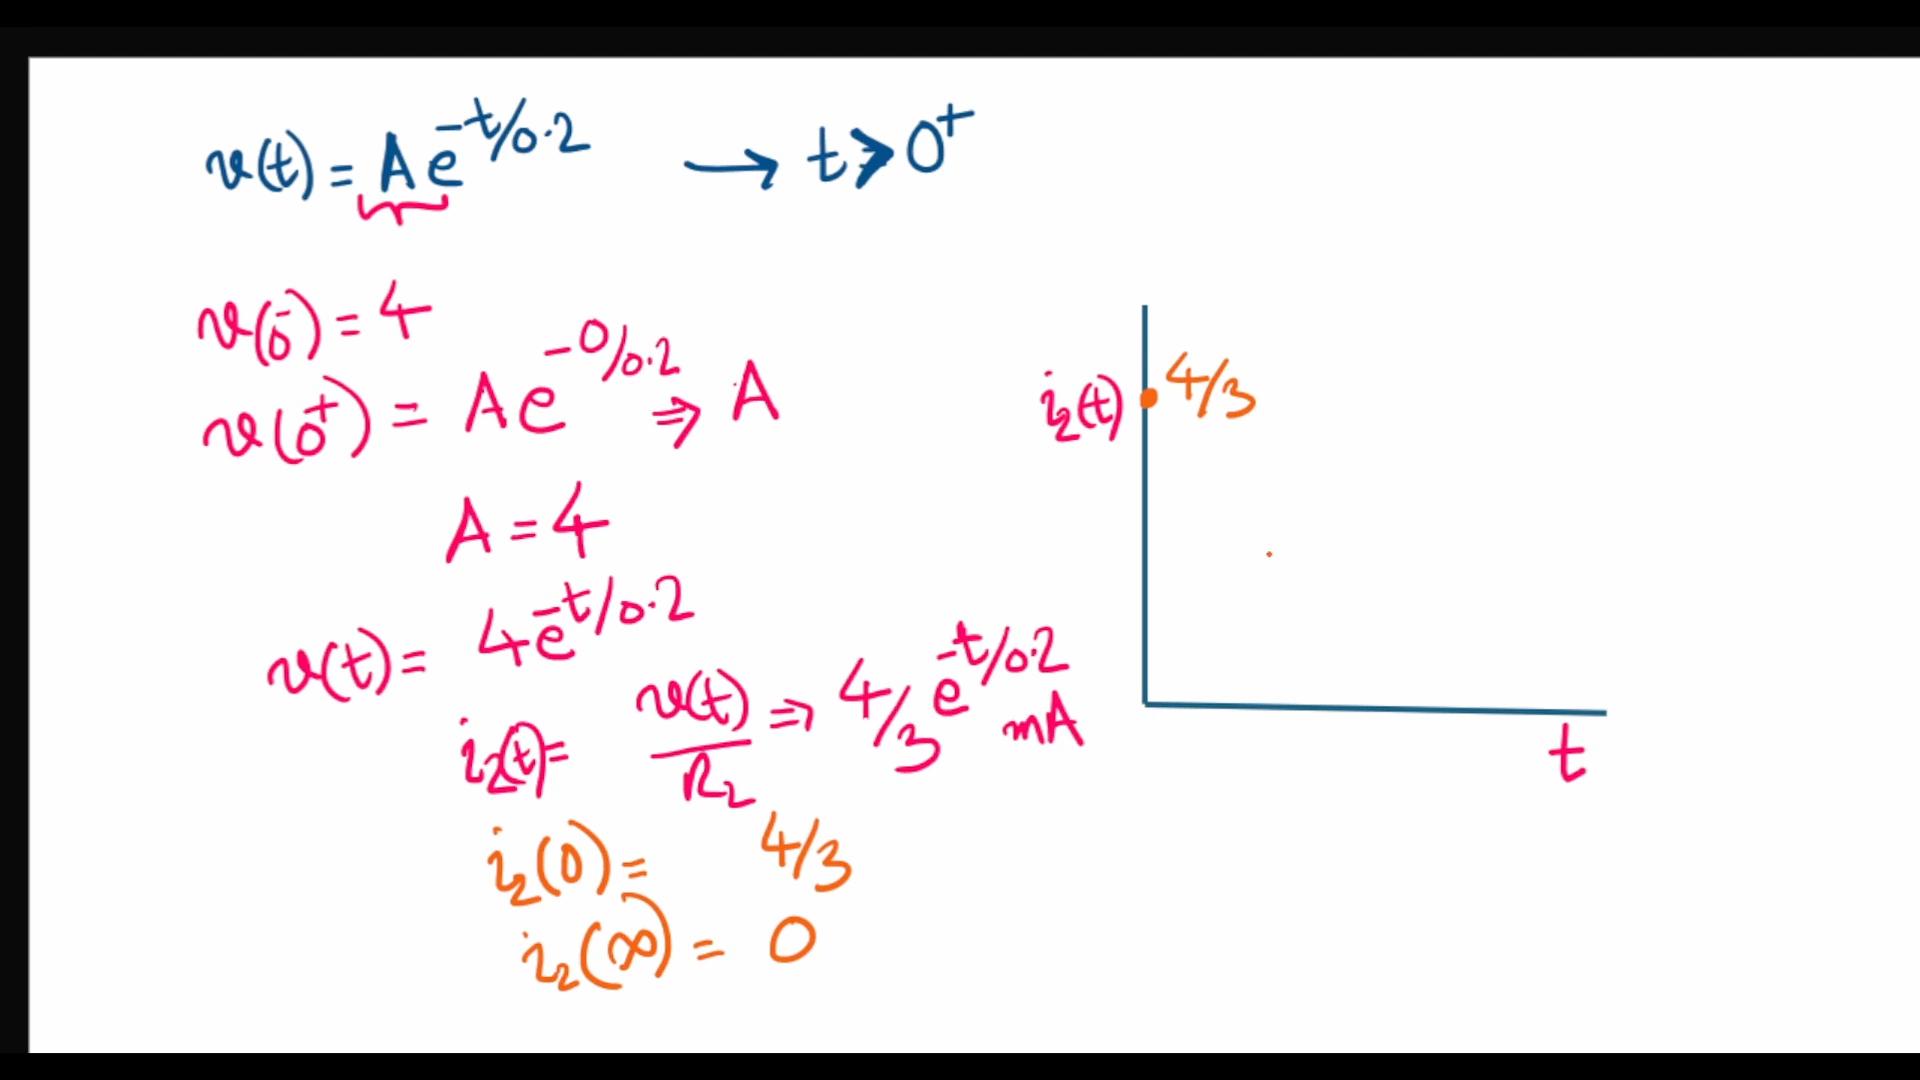 v(t) = Ae^{-t/0.2} → t > 0⁺
v(0⁻) = 4
v(0⁺) = Ae^{-0/0.2} ⇒ A
A = 4
v(t) = 4e^{-t/0.2}
i₂(t) = v(t)/R₂ ⇒ 4/3 e^{-t/0.2} mA
i₂(0) = 4/3
i₂(∞) = 0
i₂(t)
4/3
t